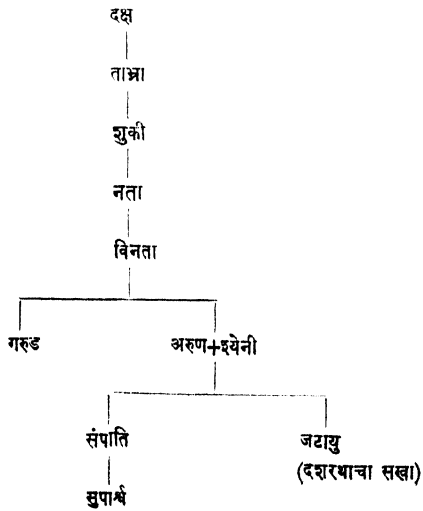 दक्ष
ताम्रा
शुकी
नता
विनता
गरुड अरुण+श्येनी
संपाति जटायु
(दशरथाचा सखा)
सुपार्श्व